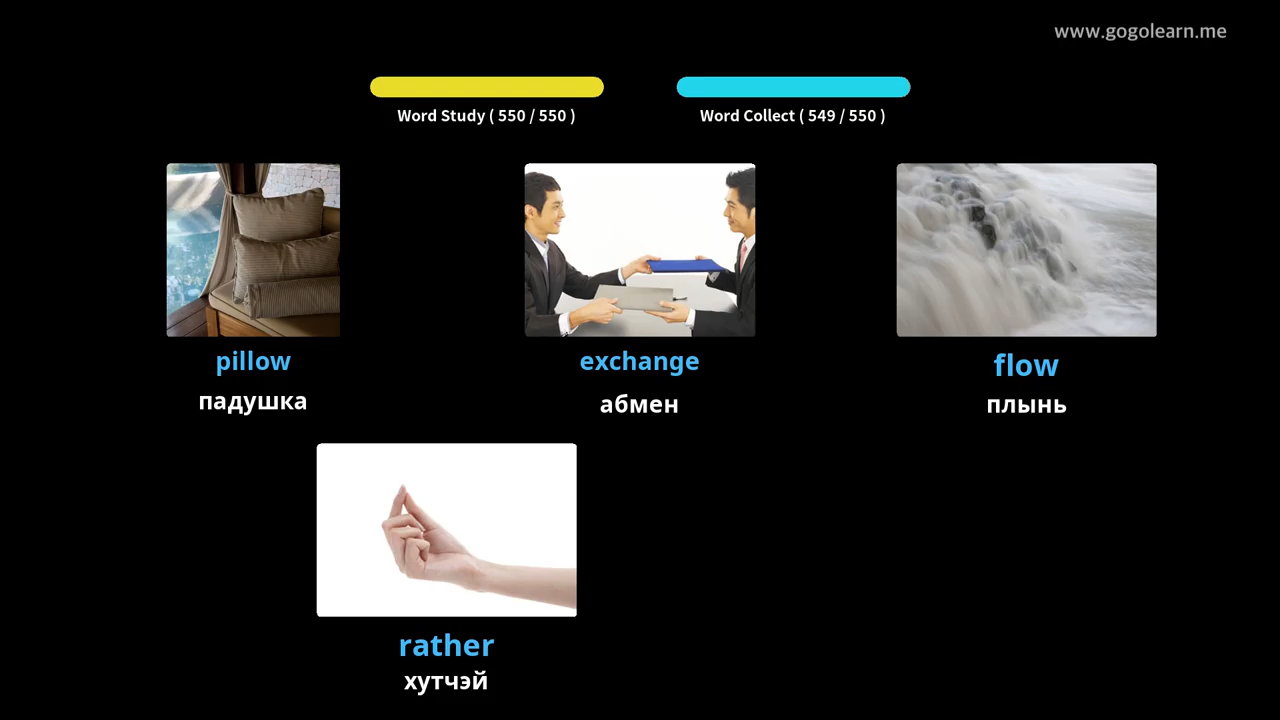 www.gogolearn.me
Word Study ( 550 / 550 )
Word Collect ( 549 / 550 )
pillow
падушка
exchange
абмен
flow
плынь
rather
хутчэй